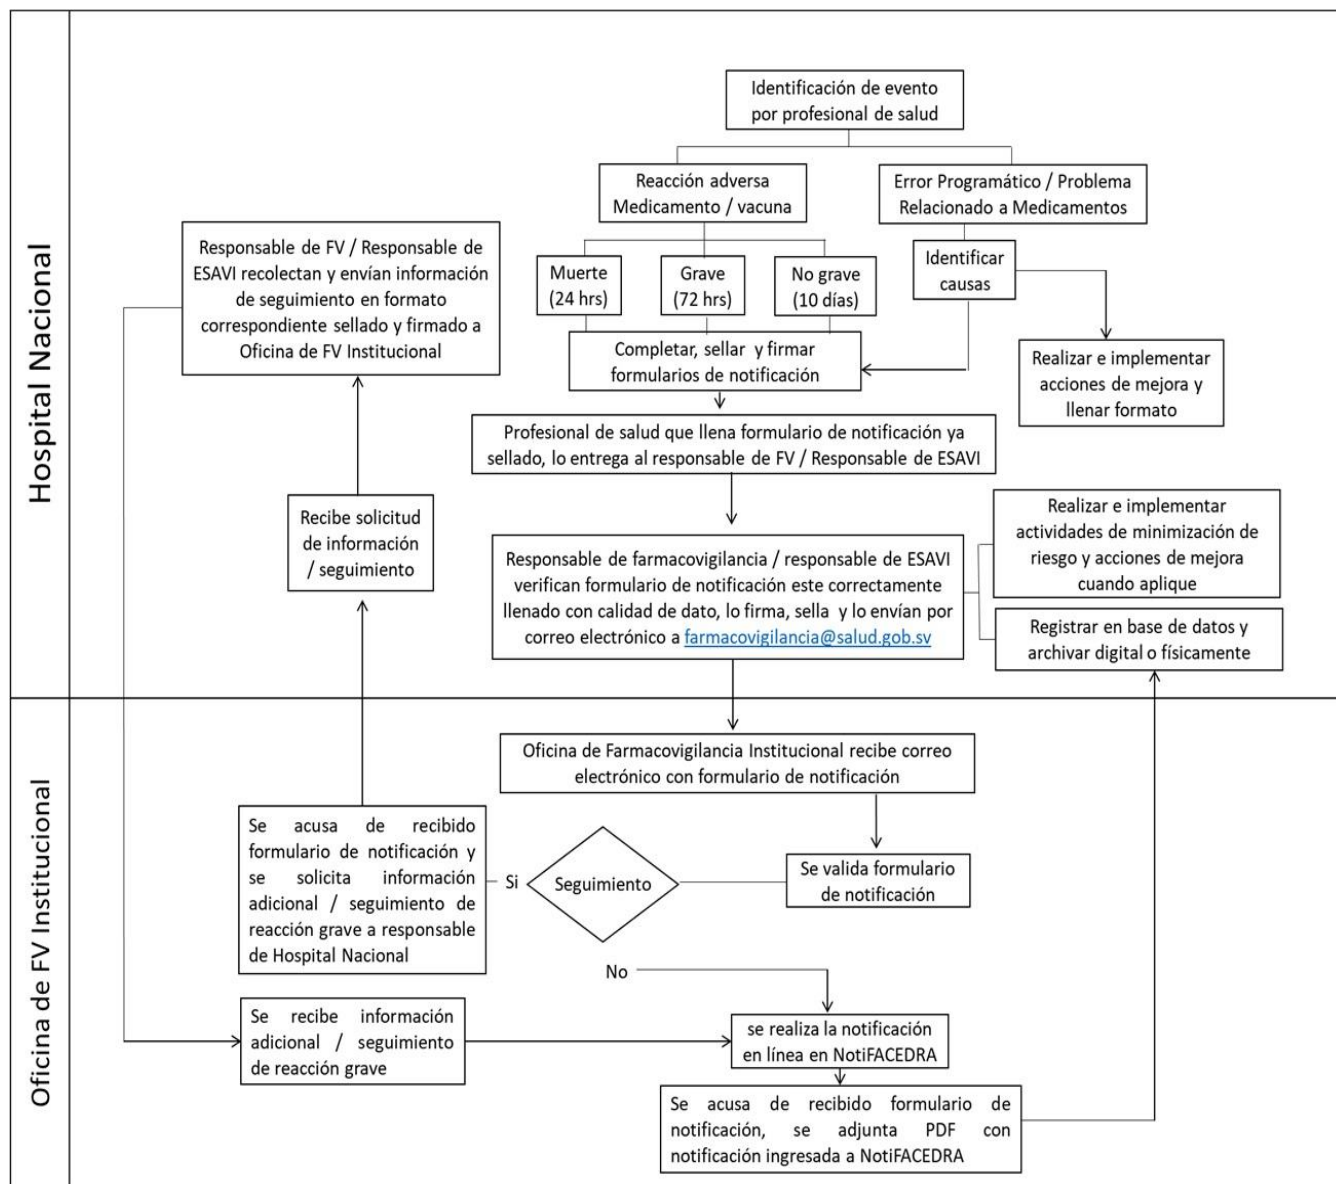 Hospital Nacional
Identificación de evento
por profesional de salud
Reacción adversa
Medicamento / vacuna
Error Programático / Problema
Relacionado a Medicamentos
Muerte
(24 hrs)
Grave
(72 hrs)
No grave
(10 días)
Identificar
causas
Responsable de FV / Responsable de
ESAVI recolectan y envían información
de seguimiento en formato
correspondiente sellado y firmado a
Oficina de FV Institucional
Completar, sellar y firmar
formularios de notificación
Realizar e implementar
acciones de mejora y
llenar formato
Profesional de salud que llena formulario de notificación ya
sellado, lo entrega al responsable de FV / Responsable de ESAVI
Recibe solicitud
de información
/ seguimiento
Responsable de farmacovigilancia / responsable de ESAVI
verifican formulario de notificación este correctamente
llenado con calidad de dato, lo firma, sella y lo envían por
correo electrónico a farmacovigilancia@salud.gob.sv
Realizar e implementar
actividades de minimización de
riesgo y acciones de mejora
cuando aplique
Registrar en base de datos y
archivar digital o físicamente
Oficina de FV Institucional
Oficina de Farmacovigilancia Institucional recibe correo
electrónico con formulario de notificación
Se valida formulario
de notificación
Seguimiento
Si
Se acusa de recibido
formulario de notificación y
se solicita información
adicional / seguimiento de
reacción grave a responsable
de Hospital Nacional
No
Se recibe información
adicional / seguimiento
de reacción grave
se realiza la notificación
en línea en NotiFACEDRA
Se acusa de recibido formulario de
notificación, se adjunta PDF con
notificación ingresada a NotiFACEDRA